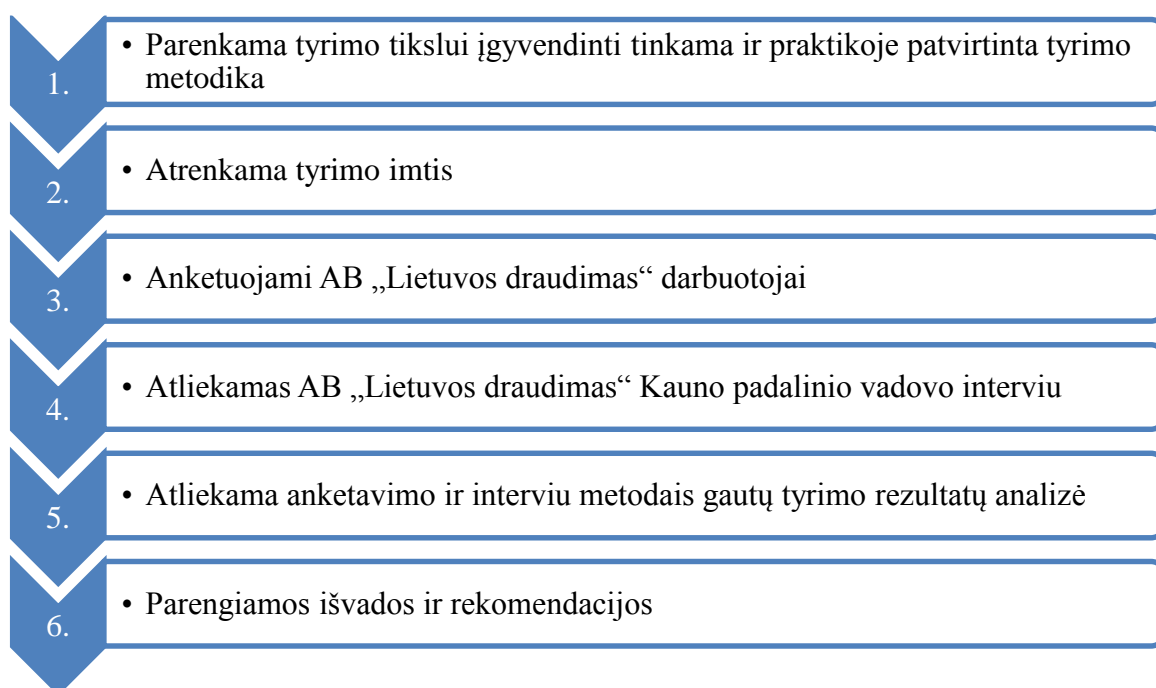 1.
• Parenkama tyrimo tikslui įgyvendinti tinkama ir praktikoje patvirtinta tyrimo
metodika
2.
• Atrenkama tyrimo imtis
3.
• Anketuojami AB „Lietuvos draudimas“ darbuotojai
4.
• Atliekamas AB „Lietuvos draudimas“ Kauno padalinio vadovo interviu
5.
• Atliekama anketavimo ir interviu metodais gautų tyrimo rezultatų analizė
6.
• Parengiamos išvados ir rekomendacijos